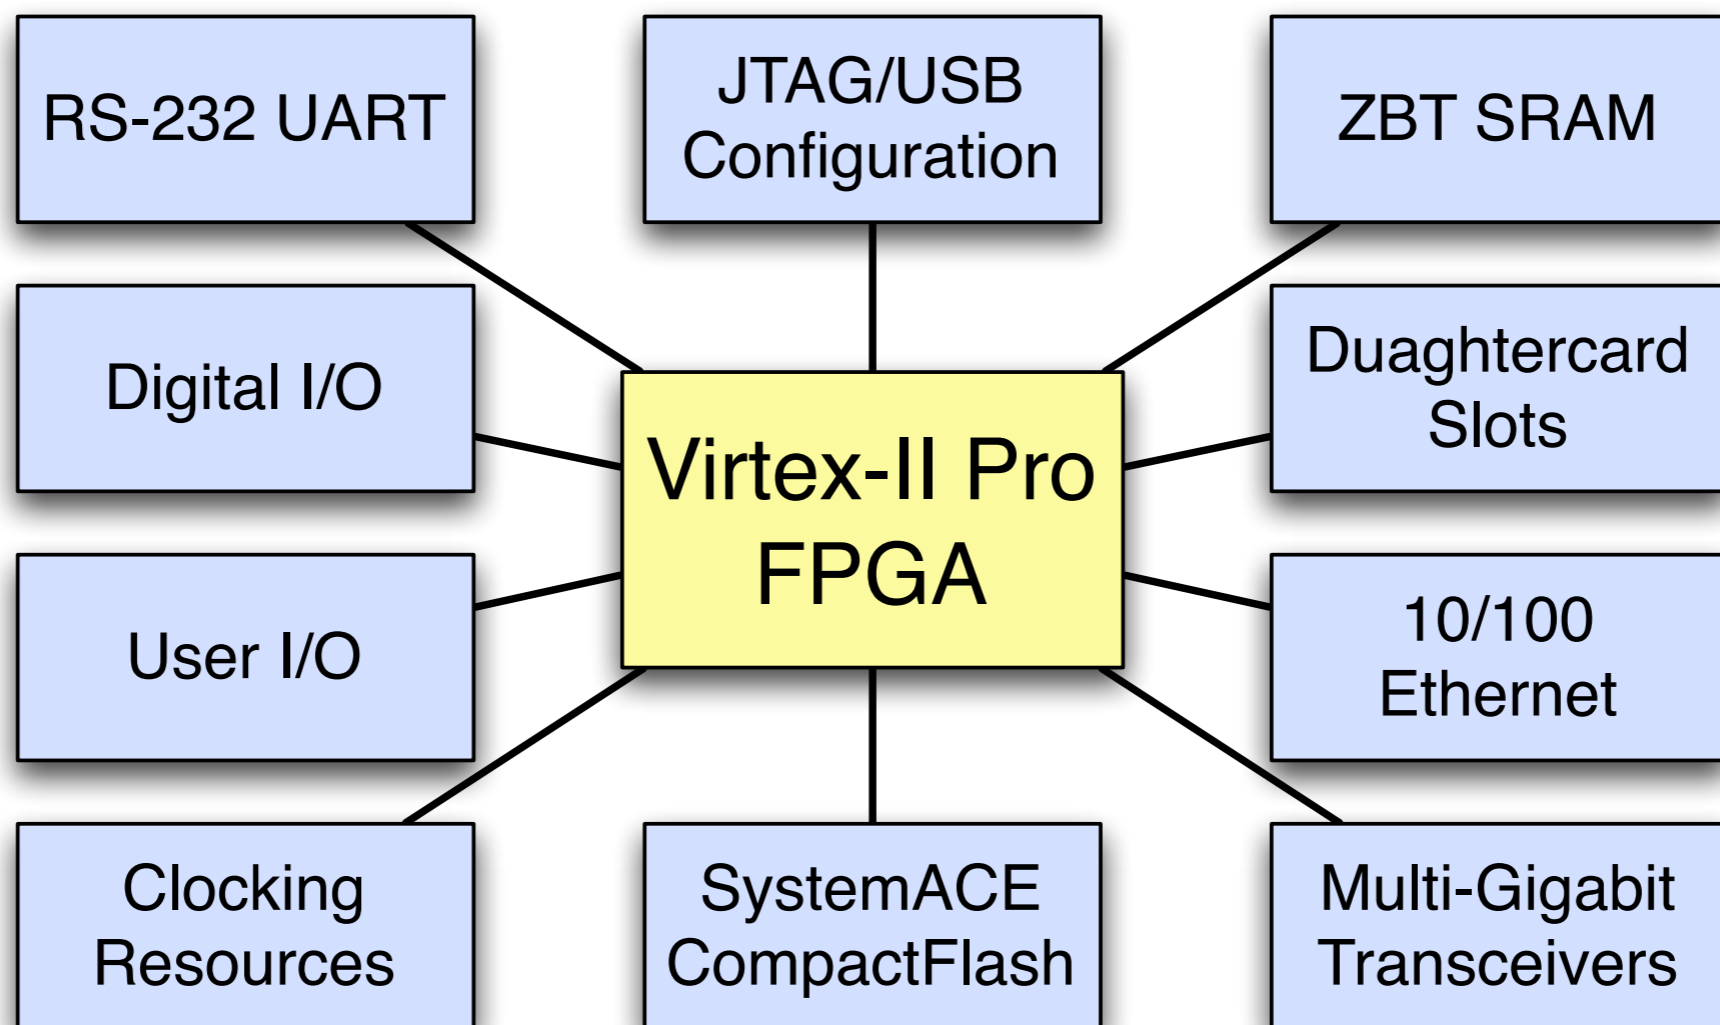 RS-232 UART
JTAG/USB
Configuration
ZBT SRAM
Digital I/O
Duaghtercard
Slots
Virtex-II Pro
FPGA
User I/O
10/100
Ethernet
Clocking
Resources
SystemACE
CompactFlash
Multi-Gigabit
Transceivers